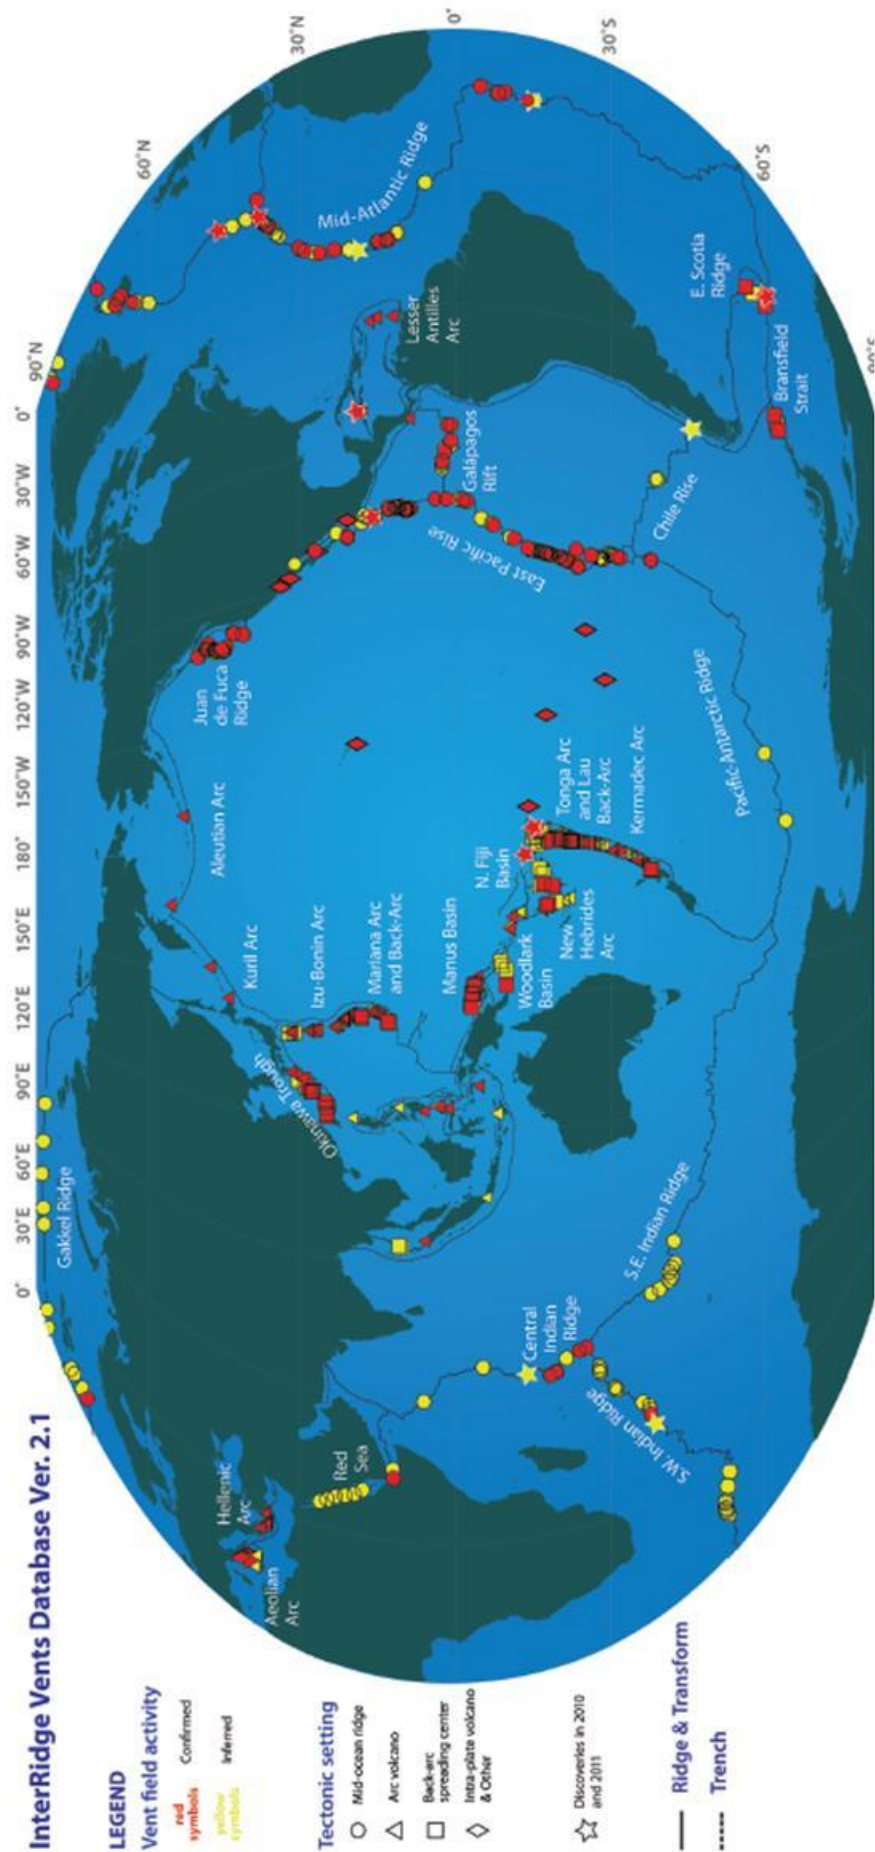 InterRidge Vents Database Ver. 2.1
LEGEND
Vent field activity
red
symbols
Confirmed
yellow
symbols
Inferred
Tectonic setting
Mid-ocean ridge
Arc volcano
Back-arc
spreading center
Intra-plate volcano
& Other
Discoveries in 2010
and 2011
Ridge & Transform
Trench
0°
30°E
60°E
90°E
120°E
150°E
180°
150°W
120°W
90°W
60°W
30°W
0°
90°N
60°N
30°N
0°
30°S
60°S
90°S
Gakkel Ridge
Aeolian
Arc
Hellenic
Arc
Red
Sea
Central
Indian
Ridge
S.W. Indian Ridge
S.E. Indian Ridge
Okinawa Trough
Kuril Arc
Izu-Bonin Arc
Mariana Arc
and Back-Arc
Manus Basin
Woodlark
Basin
New
Hebrides
Arc
N. Fiji
Basin
Tonga Arc
and Lau
Back-Arc
Kermadec Arc
Aleutian Arc
Juan
de Fuca
Ridge
Pacific-Antarctic Ridge
East Pacific Rise
Galápagos
Rift
Chile Rise
Lesser
Antilles
Arc
Mid-Atlantic Ridge
E. Scotia
Ridge
Bransfield
Strait